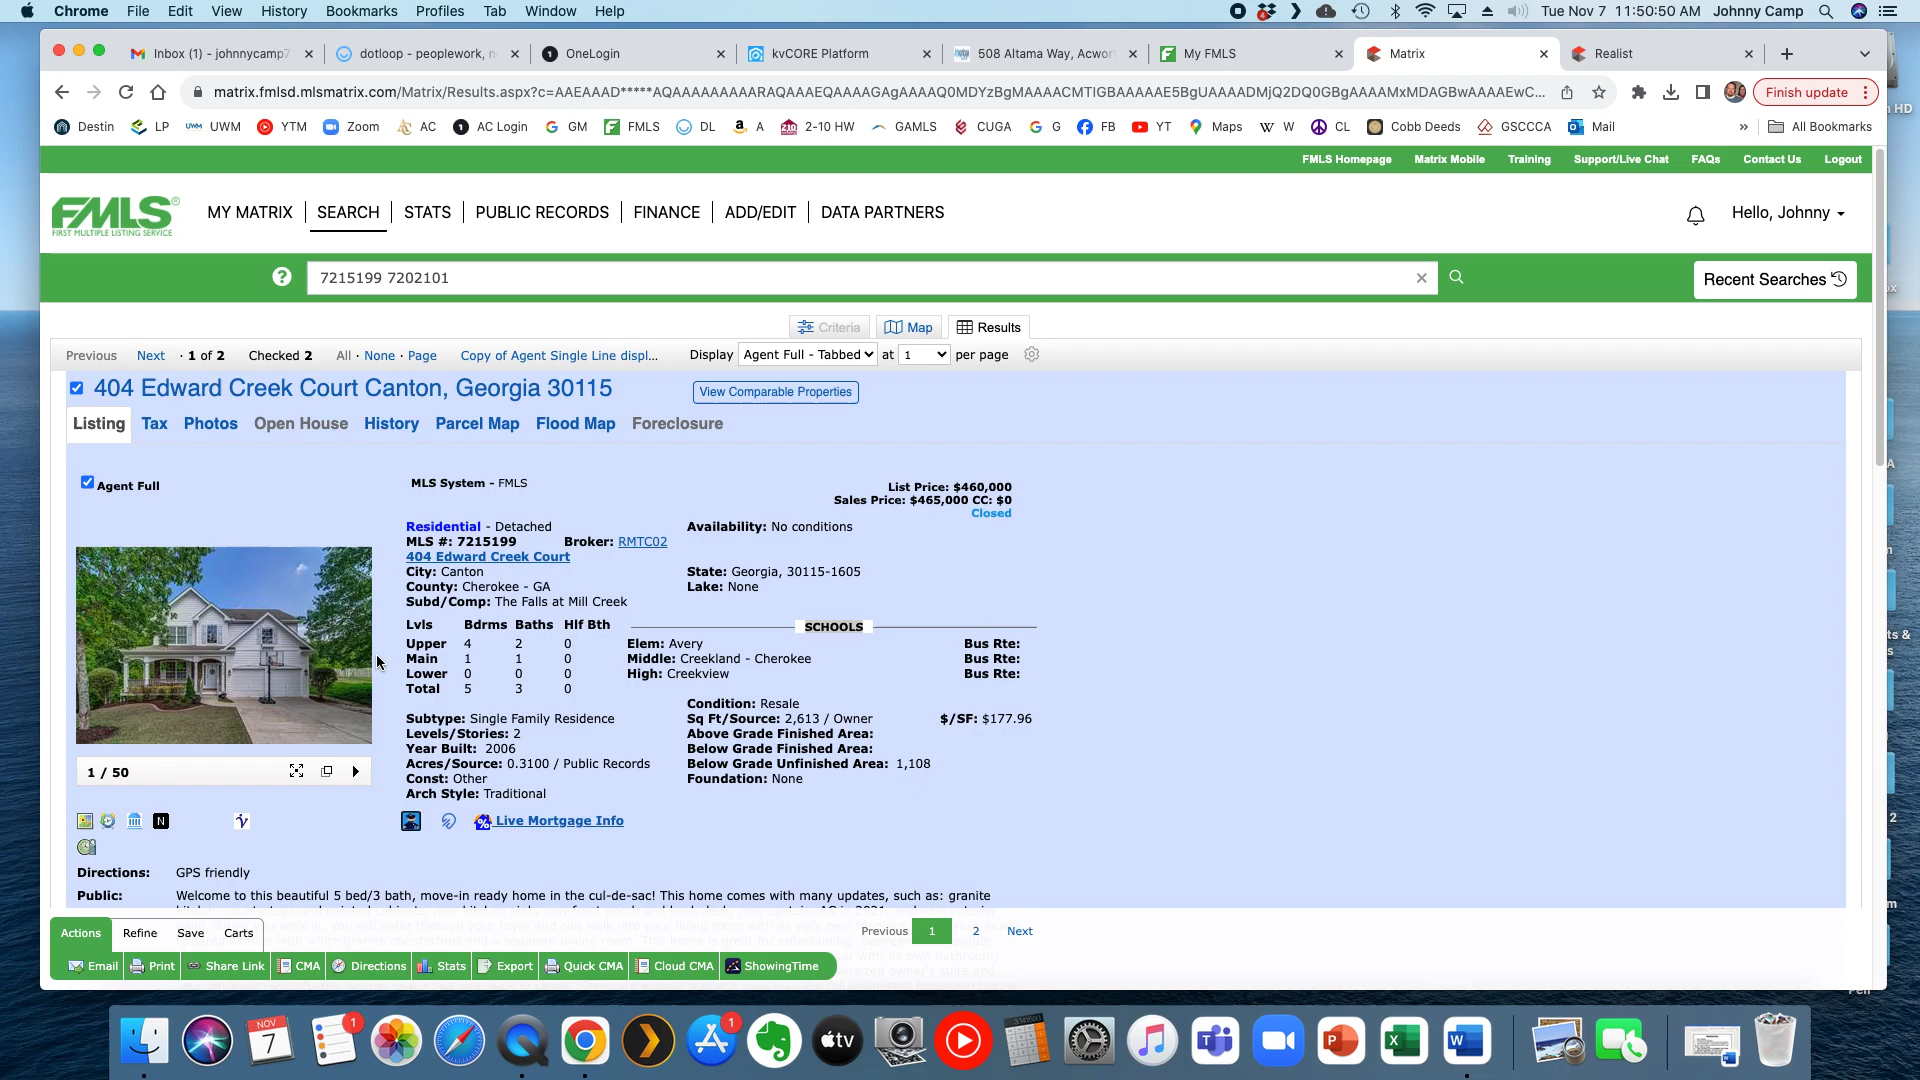 Chrome File Edit View History Bookmarks Profiles Tab Window Help Tue Nov 7 11:50:50 AM Johnny Camp
Inbox (1) - johnnycamp7 dotloop - peoplework, n OneLogin kvCORE Platform 508 Altama Way, Acwor My FMLS Matrix Realist
matrix.fmlsd.mlsmatrix.com/Matrix/Results.aspx?c=AAEAAAD*****AQAAAAAAAAARAQAAAEQAAAAGAgAAAAQ0MDYzBgMAAAACMTIGBAAAAAE5BgUAAAADMjQ2DQ0GBgAAAAMxMDAGBwAAAAEwC... Finish update
Destin LP UWM YTM Zoom AC AC Login GM FMLS DL A 2-10 HW GAMLS CUGA G FB YT Maps W CL Cobb Deeds GSCCCA Mail » All Bookmarks
FMLS Homepage Matrix Mobile Training Support/Live Chat FAQs Contact Us Logout
FMLS®
FIRST MULTIPLE LISTING SERVICE
MY MATRIX SEARCH STATS PUBLIC RECORDS FINANCE ADD/EDIT DATA PARTNERS Hello, Johnny
7215199 7202101 Recent Searches
Criteria Map Results
Previous Next · 1 of 2 Checked 2 All · None · Page Copy of Agent Single Line displ... Display Agent Full - Tabbed at 1 per page
404 Edward Creek Court Canton, Georgia 30115 View Comparable Properties
Listing Tax Photos Open House History Parcel Map Flood Map Foreclosure
Agent Full MLS System - FMLS List Price: $460,000
Sales Price: $465,000 CC: $0
Closed
Residential - Detached Availability: No conditions
MLS #: 7215199 Broker: RMTC02
404 Edward Creek Court
City: Canton State: Georgia, 30115-1605
County: Cherokee - GA Lake: None
Subd/Comp: The Falls at Mill Creek
Lvls Bdrms Baths Hlf Bth SCHOOLS
Upper 4 2 0 Elem: Avery Bus Rte:
Main 1 1 0 Middle: Creekland - Cherokee Bus Rte:
Lower 0 0 0 High: Creekview Bus Rte:
Total 5 3 0
Condition: Resale
Subtype: Single Family Residence Sq Ft/Source: 2,613 / Owner $/SF: $177.96
Levels/Stories: 2 Above Grade Finished Area:
Year Built: 2006 Below Grade Finished Area:
Acres/Source: 0.3100 / Public Records Below Grade Unfinished Area: 1,108
Const: Other Foundation: None
Arch Style: Traditional
1 / 50
Live Mortgage Info
Directions: GPS friendly
Public: Welcome to this beautiful 5 bed/3 bath, move-in ready home in the cul-de-sac! This home comes with many updates, such as: granite
Actions Refine Save Carts Previous 1 2 Next
Email Print Share Link CMA Directions Stats Export Quick CMA Cloud CMA ShowingTime